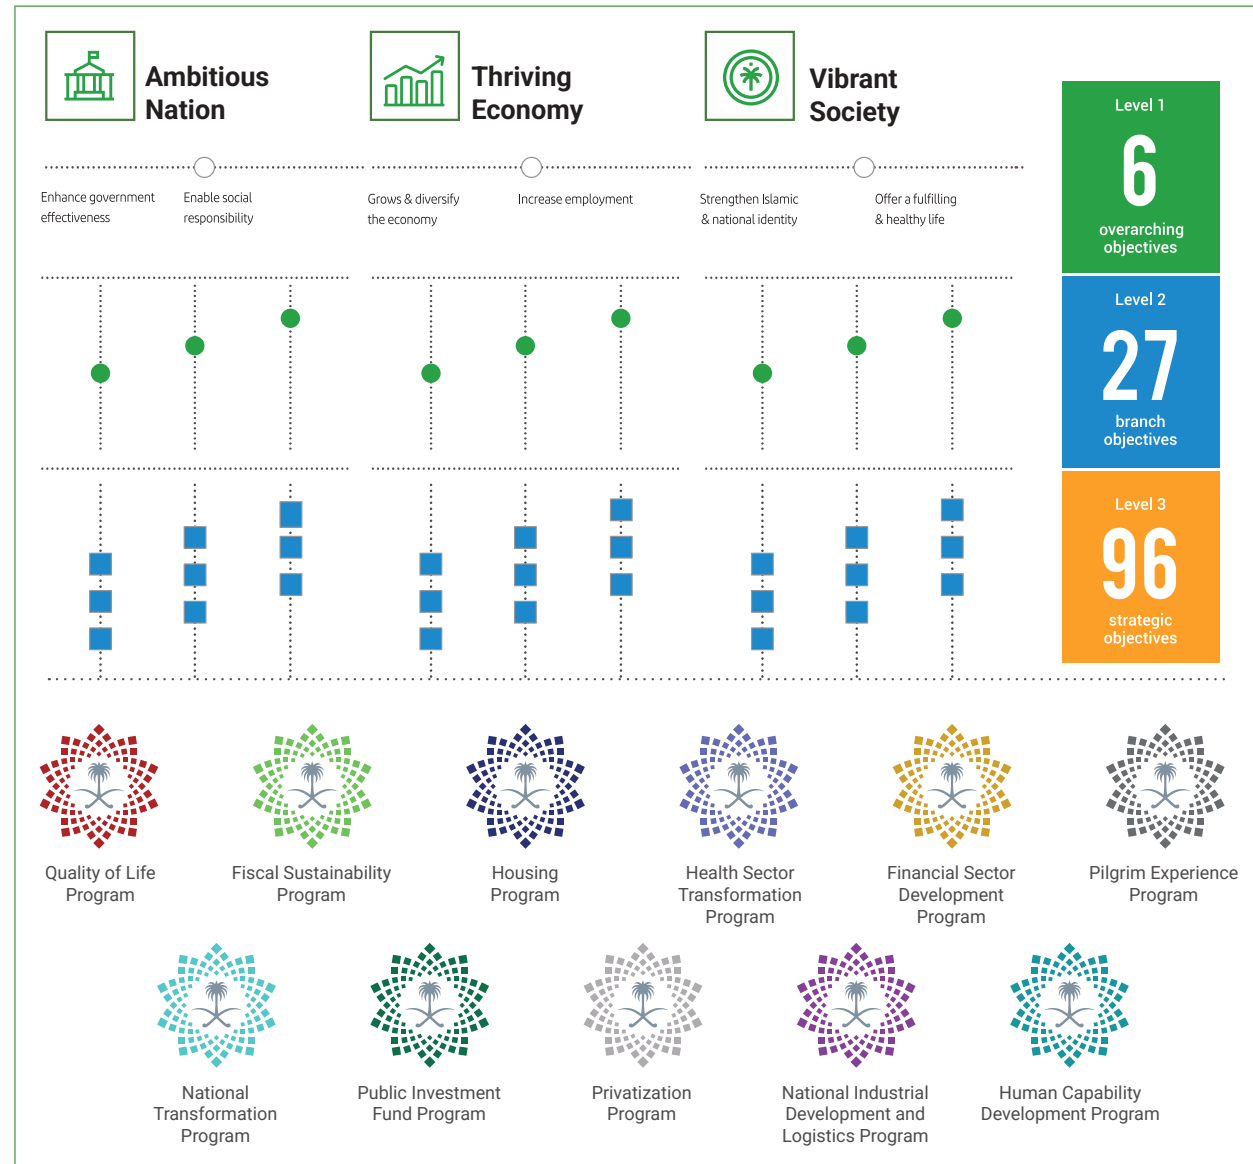 Ambitious
Nation
Thriving
Economy
Vibrant
Society
Enhance government
effectiveness
Enable social
responsibility
Grows & diversify
the economy
Increase employment
Strengthen Islamic
& national identity
Offer a fulfilling
& healthy life
Level 1
6
overarching
objectives
Level 2
27
branch
objectives
Level 3
96
strategic
objectives
Quality of Life
Program
Fiscal Sustainability
Program
Housing
Program
Health Sector
Transformation
Program
Financial Sector
Development
Program
Pilgrim Experience
Program
National
Transformation
Program
Public Investment
Fund Program
Privatization
Program
National Industrial
Development and
Logistics Program
Human Capability
Development Program